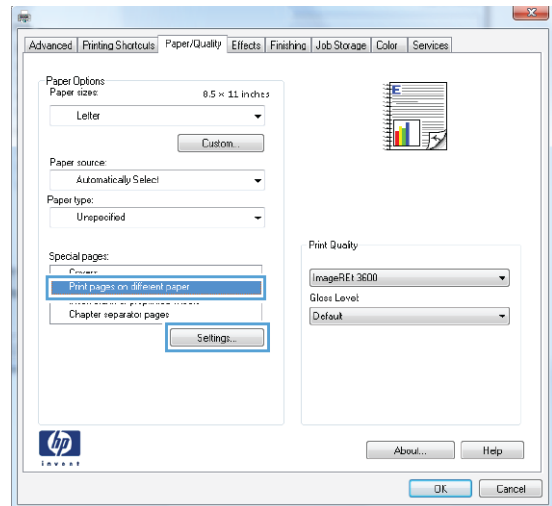 Advanced Printing Shortcuts Paper/Quality Effects Finishing Job Storage Color Services
Paper Options
Paper sizes: 8.5 × 11 inches
Letter
Custom...
Paper source:
Automatically Select
Paper type:
Unspecified
Special pages:
Covers
Print pages on different paper
Chapter separator pages
Settings...
E
Print Quality
ImageREt 3600
Gloss Level:
Default
hp
invent
About... Help
OK Cancel